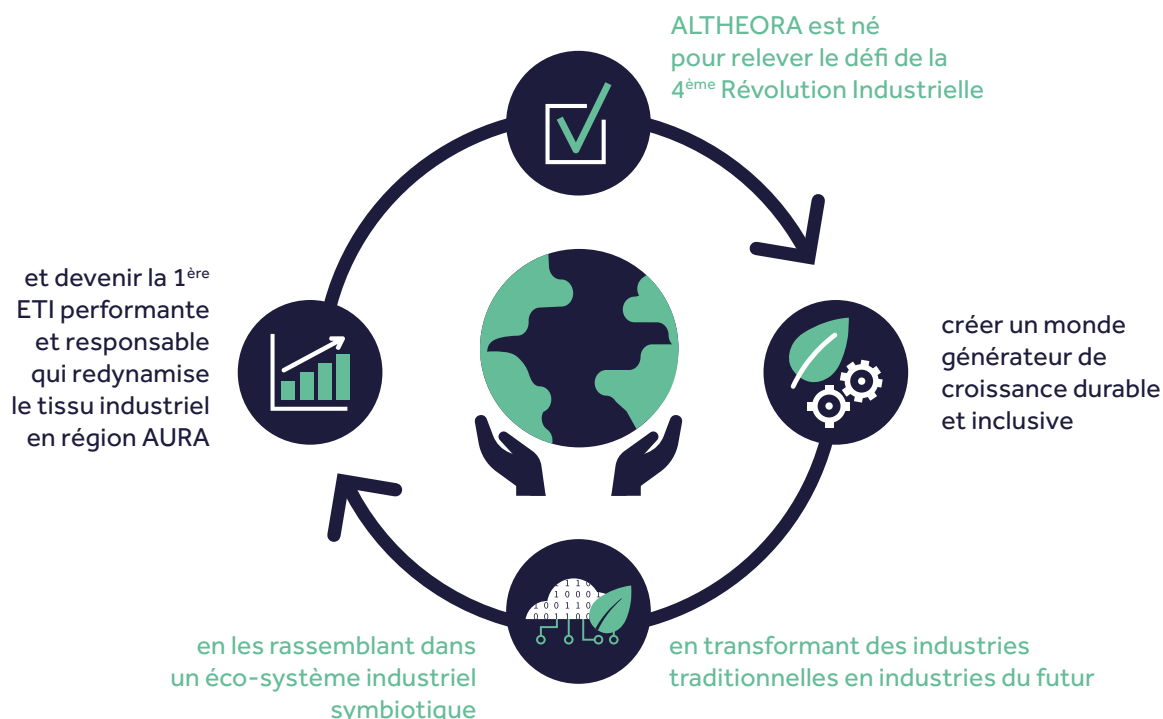 ALTHEORA est né
pour relever le défi de la
4ème Révolution Industrielle
créer un monde
générateur de
croissance durable
et inclusive
en transformant des industries
traditionnelles en industries du futur
en les rassemblant dans
un éco-système industriel
symbiotique
et devenir la 1ère
ETI performante
et responsable
qui redynamise
le tissu industriel
en région AURA